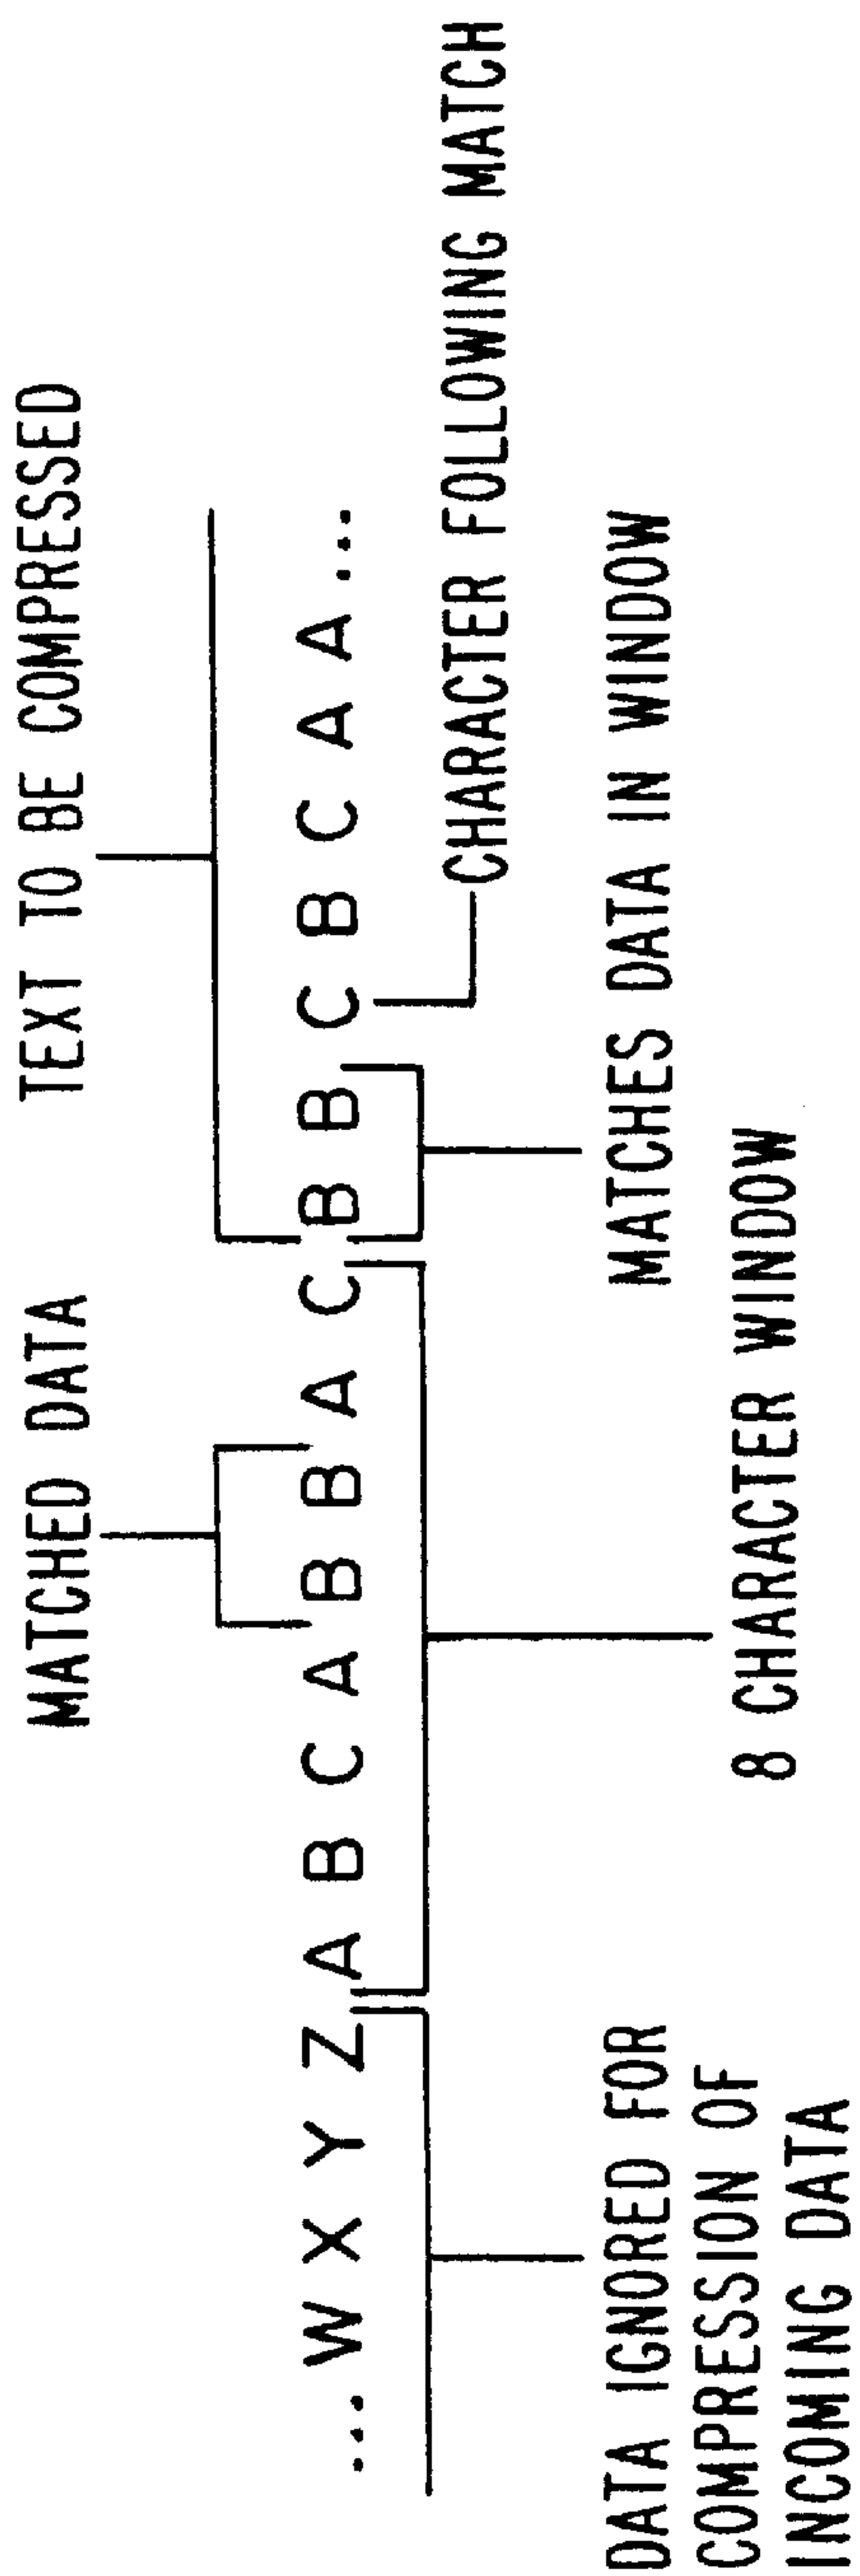 MATCHED DATA
TEXT TO BE COMPRESSED
...W X Y Z A B C A B B A C B B C B C A A ...
CHARACTER FOLLOWING MATCH
DATA IGNORED FOR
COMPRESSION OF
INCOMING DATA
MATCHES DATA IN WINDOW
8 CHARACTER WINDOW